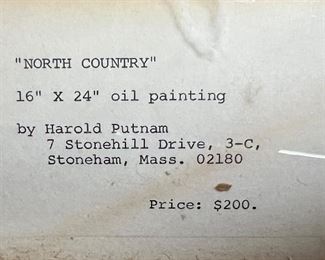 "NORTH COUNTRY"
16" X 24" oil painting
by Harold Putnam
7 Stonehill Drive, 3-C,
Stoneham, Mass. 02180
Price: $200.